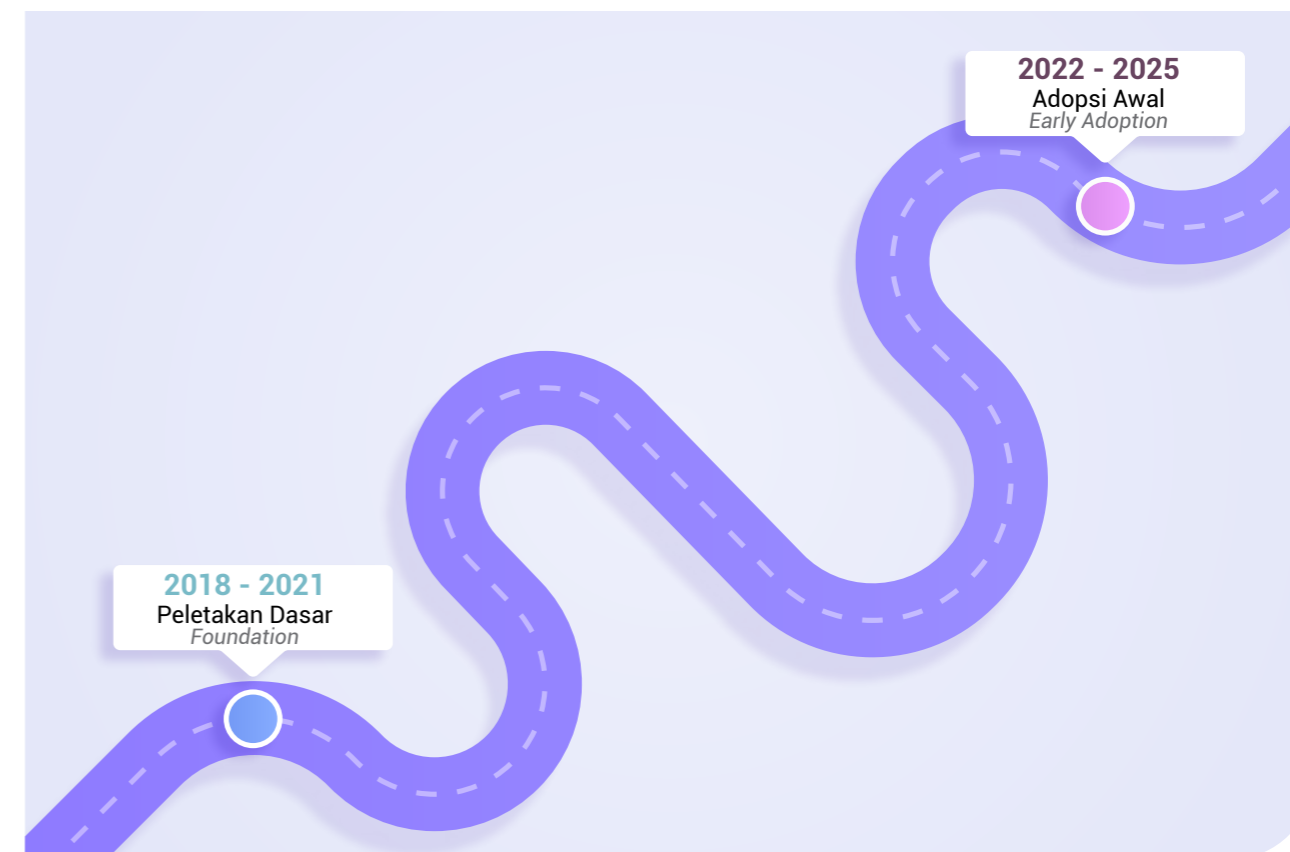 2022 - 2025
Adopsi Awal
Early Adoption
2018 - 2021
Peletakan Dasar
Foundation